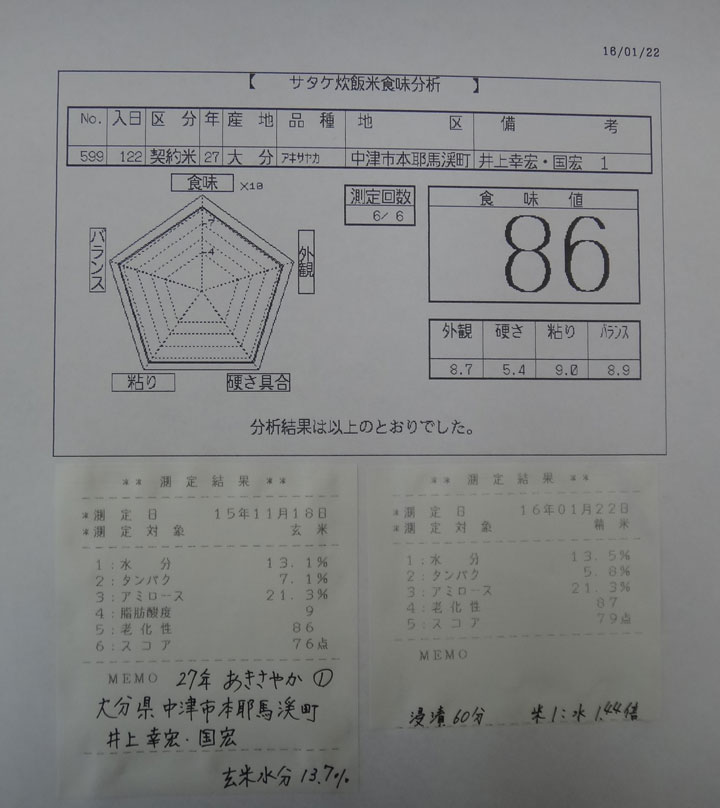 16/01/22
【 サタケ炊飯米食味分析 】
No. 入日 区分 年 産地 品種 地区 備考
599 122 契約米 27 大分 アキサヤカ 中津市本耶馬渓町 井上幸宏・国宏 1
食味 ×10
バランス
外観
粘り
硬さ具合
7
4
測定回数
6/ 6
食味値
86
外観 硬さ 粘り バランス
8.7 5.4 9.0 8.9
分析結果は以上のとおりでした。
** 測定結果 **
*測定日 15年11月18日
*測定対象 玄米
1:水分 13.1%
2:タンパク 7.1%
3:アミロース 21.3%
4:脂肪酸度 9
5:老化性 86
6:スコア 76点
MEMO 27年 あきさやか ①
大分県中津市本耶馬渓町
井上幸宏・国宏
玄米水分 13.7%
** 測定結果 **
*測定日 16年01月22日
*測定対象 精米
1:水分 13.5%
2:タンパク 5.8%
3:アミロース 21.3%
4:老化性 87
5:スコア 79点
MEMO
浸漬60分 米1:水1.44倍